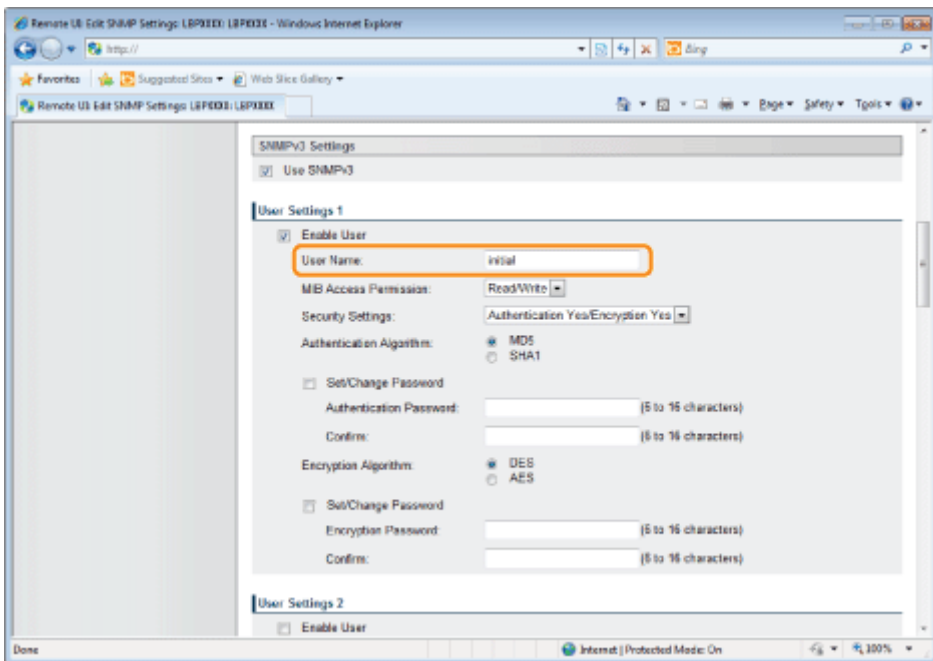 Remote UI: Edit SNMP Settings: LBPXXXX: LBPXXXX - Windows Internet Explorer
http://
Bing
Favorites Suggested Sites Web Slice Gallery
Remote UI: Edit SNMP Settings: LBPXXXX: LBPXXXX
Page Safety Tools
SNMPv3 Settings
Use SNMPv3
User Settings 1
Enable User
User Name: initial
MIB Access Permission: Read/Write
Security Settings: Authentication Yes/Encryption Yes
Authentication Algorithm: MD5
SHA1
Set/Change Password
Authentication Password: (6 to 16 characters)
Confirm: (6 to 16 characters)
Encryption Algorithm: DES
AES
Set/Change Password
Encryption Password: (6 to 16 characters)
Confirm: (6 to 16 characters)
User Settings 2
Enable User
Done Internet | Protected Mode: On 100%